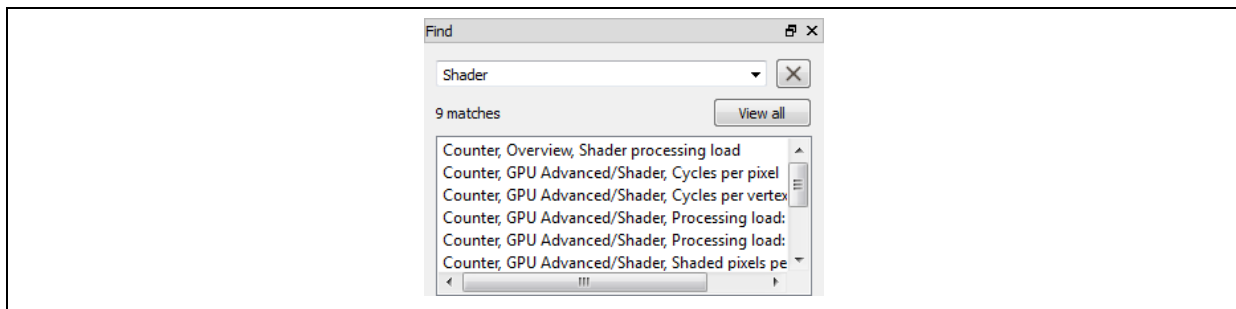 Find
Shader
9 matches
View all
Counter, Overview, Shader processing load
Counter, GPU Advanced/Shader, Cycles per pixel
Counter, GPU Advanced/Shader, Cycles per vertex
Counter, GPU Advanced/Shader, Processing load:
Counter, GPU Advanced/Shader, Processing load:
Counter, GPU Advanced/Shader, Shaded pixels pe